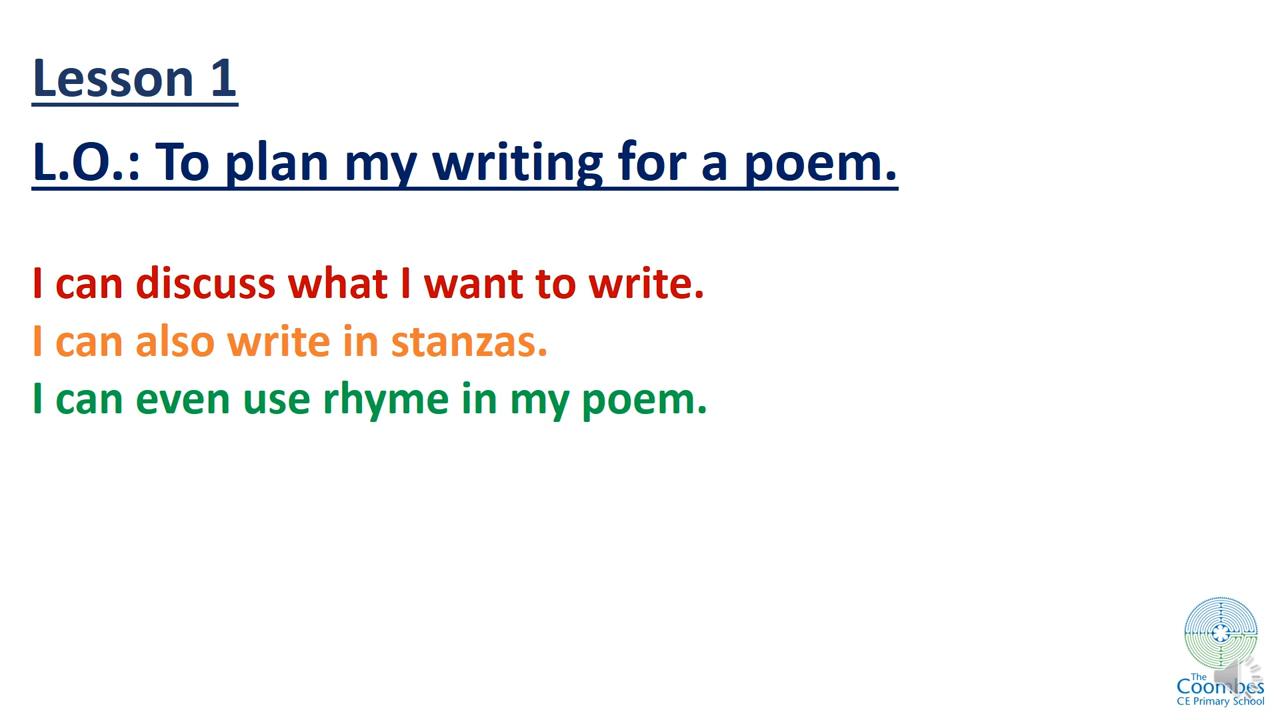 Lesson 1
L.O.: To plan my writing for a poem.
I can discuss what I want to write.
I can also write in stanzas.
I can even use rhyme in my poem.
The
Coombes
CE Primary School